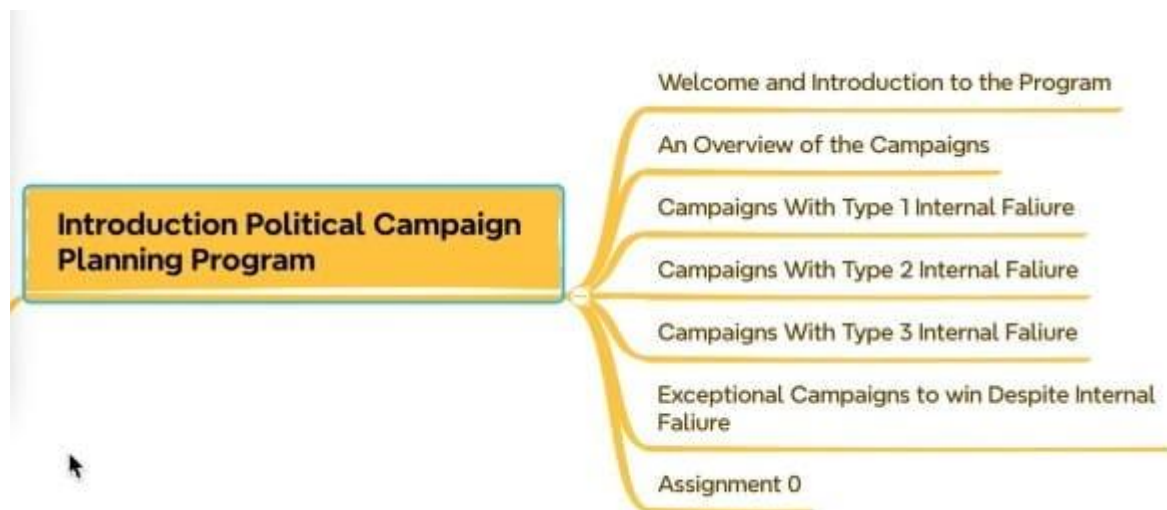 Introduction Political Campaign
Planning Program
Welcome and Introduction to the Program
An Overview of the Campaigns
Campaigns With Type 1 Internal Faliure
Campaigns With Type 2 Internal Faliure
Campaigns With Type 3 Internal Faliure
Exceptional Campaigns to win Despite Internal
Faliure
Assignment 0